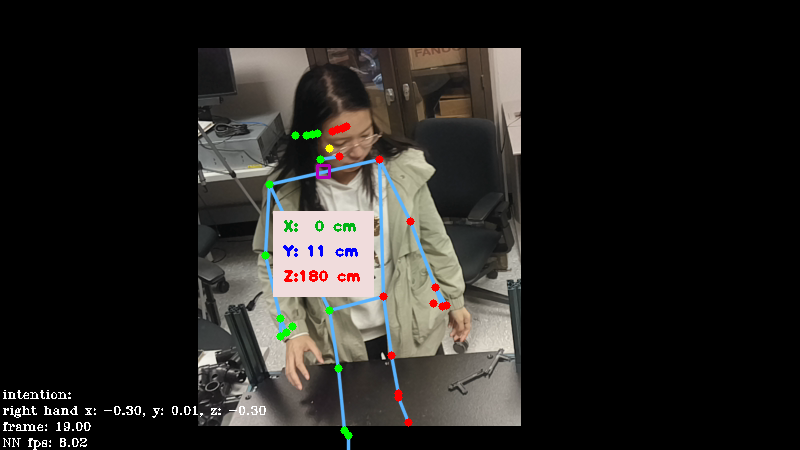 FANUC
X: 0 cm
Y: 11 cm
Z:180 cm
intention:
right hand x: -0.30, y: 0.01, z: -0.30
frame: 19.00
NN fps: 8.02